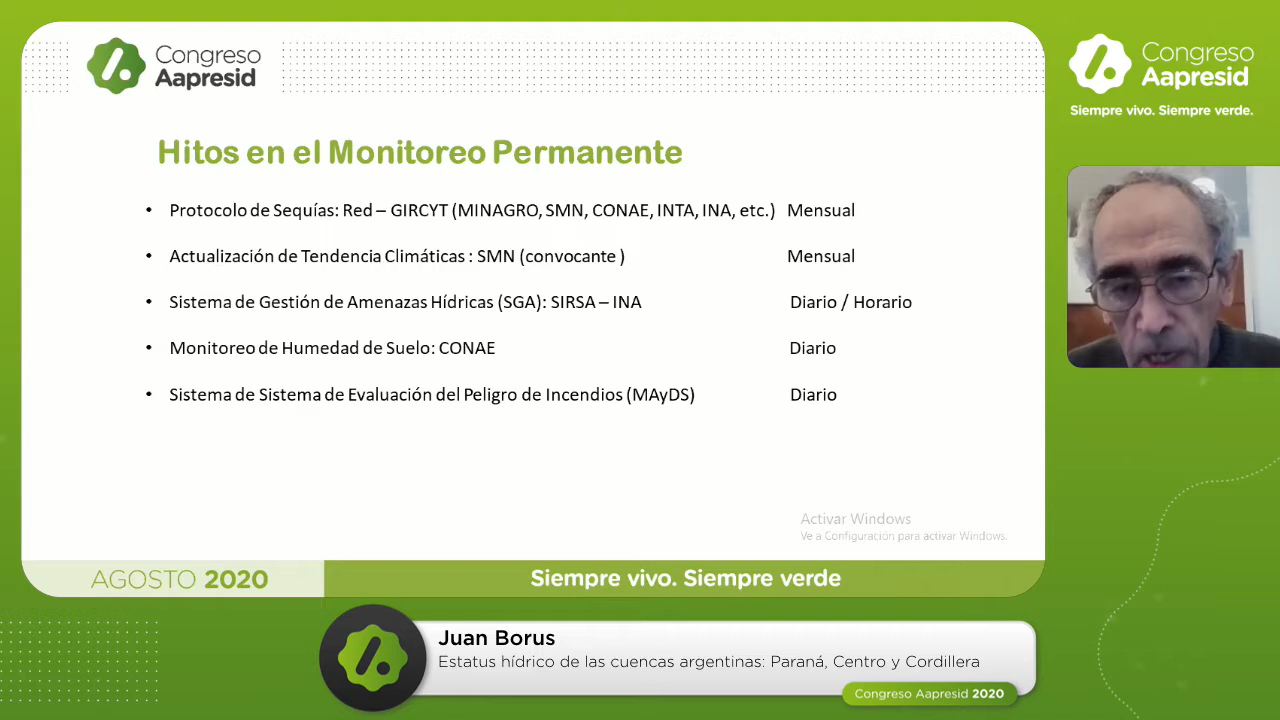 Congreso
Aapresid
Congreso
Aapresid
Siempre vivo. Siempre verde.
Hitos en el Monitoreo Permanente
• Protocolo de Sequías: Red – GIRCYT (MINAGRO, SMN, CONAE, INTA, INA, etc.) Mensual
• Actualización de Tendencia Climáticas : SMN (convocante ) Mensual
• Sistema de Gestión de Amenazas Hídricas (SGA): SIRSA – INA Diario / Horario
• Monitoreo de Humedad de Suelo: CONAE Diario
• Sistema de Sistema de Evaluación del Peligro de Incendios (MAyDS) Diario
Activar Windows
Ve a Configuración para activar Windows.
AGOSTO 2020
Siempre vivo. Siempre verde
Juan Borus
Estatus hídrico de las cuencas argentinas: Paraná, Centro y Cordillera
Congreso Aapresid 2020